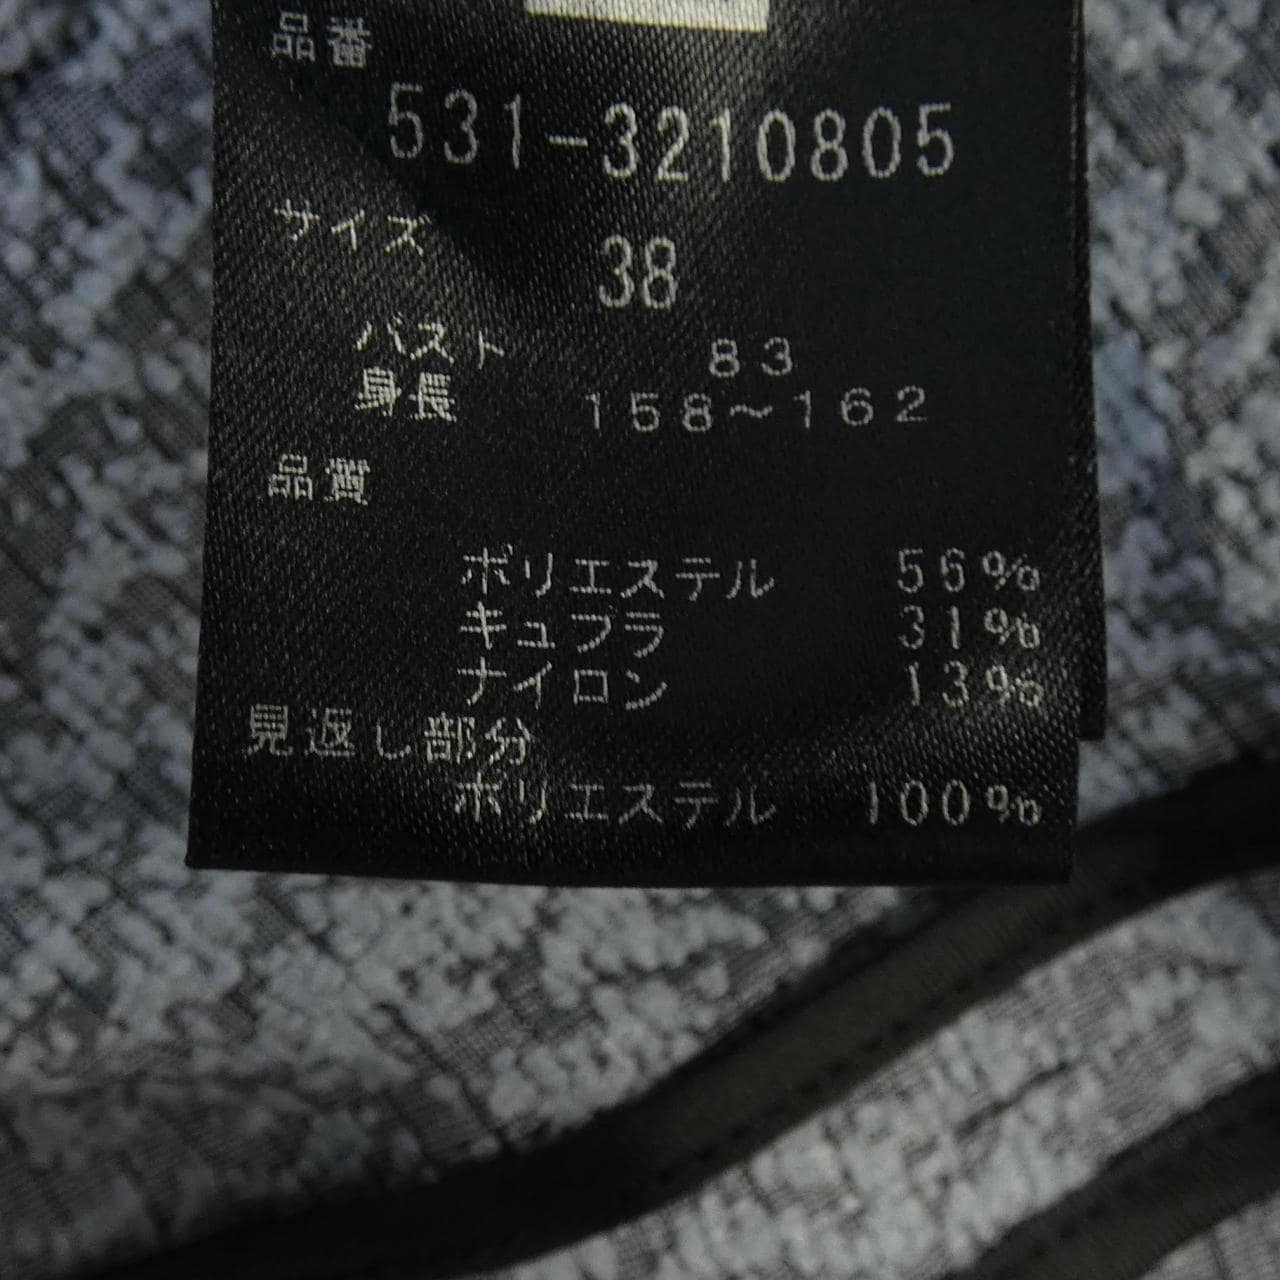 品番
531-3210805
サイズ 38
バスト 83
身長 158~162
品質
ポリエステル 56%
キュプラ 31%
ナイロン 13%
見返し部分
ポリエステル 100%